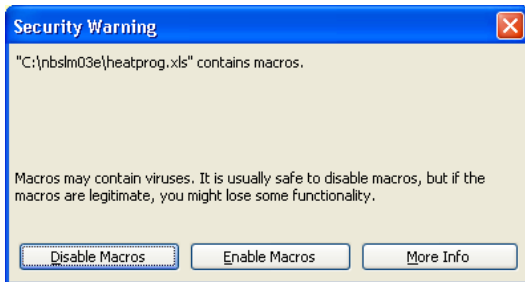 Security Warning
"C:\nbslm03e\heatprog.xls" contains macros.
Macros may contain viruses. It is usually safe to disable macros, but if the
macros are legitimate, you might lose some functionality.
Disable Macros
Enable Macros
More Info